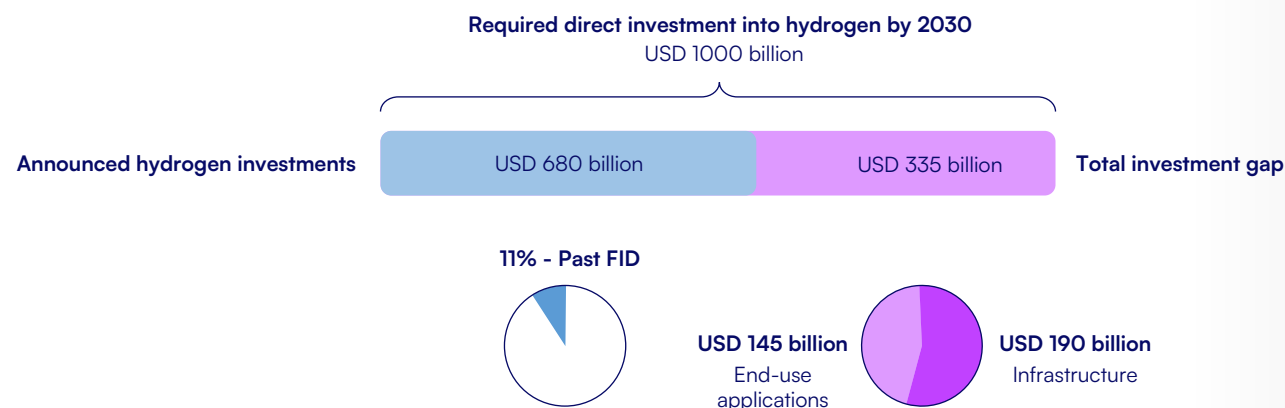 Required direct investment into hydrogen by 2030
USD 1000 billion
Announced hydrogen investments
USD 680 billion
USD 335 billion
Total investment gap
11% - Past FID
USD 145 billion
End-use
applications
USD 190 billion
Infrastructure